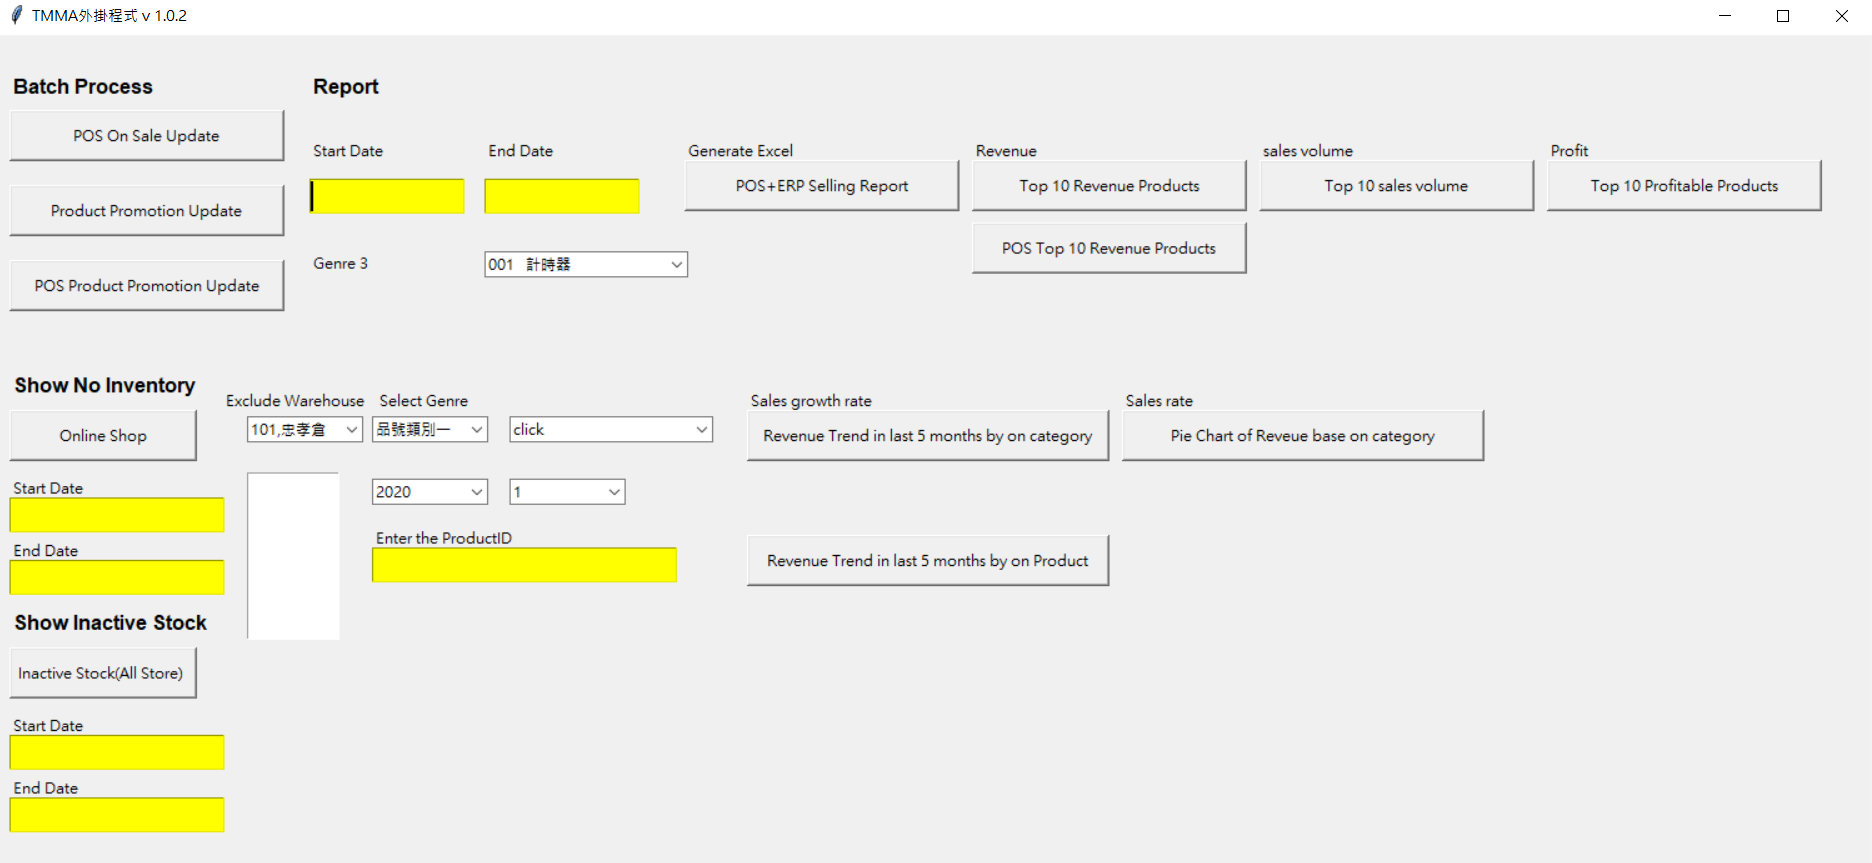 TMMA外掛程式 v 1.0.2
Batch Process
Report
POS On Sale Update
Product Promotion Update
POS Product Promotion Update
Start Date
End Date
Generate Excel
Revenue
sales volume
Profit
POS+ERP Selling Report
Top 10 Revenue Products
Top 10 sales volume
Top 10 Profitable Products
POS Top 10 Revenue Products
Genre 3
001 計時器
Show No Inventory
Exclude Warehouse
Select Genre
Sales growth rate
Sales rate
Online Shop
101,忠孝倉
品號類別一
click
Revenue Trend in last 5 months by on category
Pie Chart of Reveue base on category
Start Date
2020
1
End Date
Enter the ProductID
Revenue Trend in last 5 months by on Product
Show Inactive Stock
Inactive Stock(All Store)
Start Date
End Date